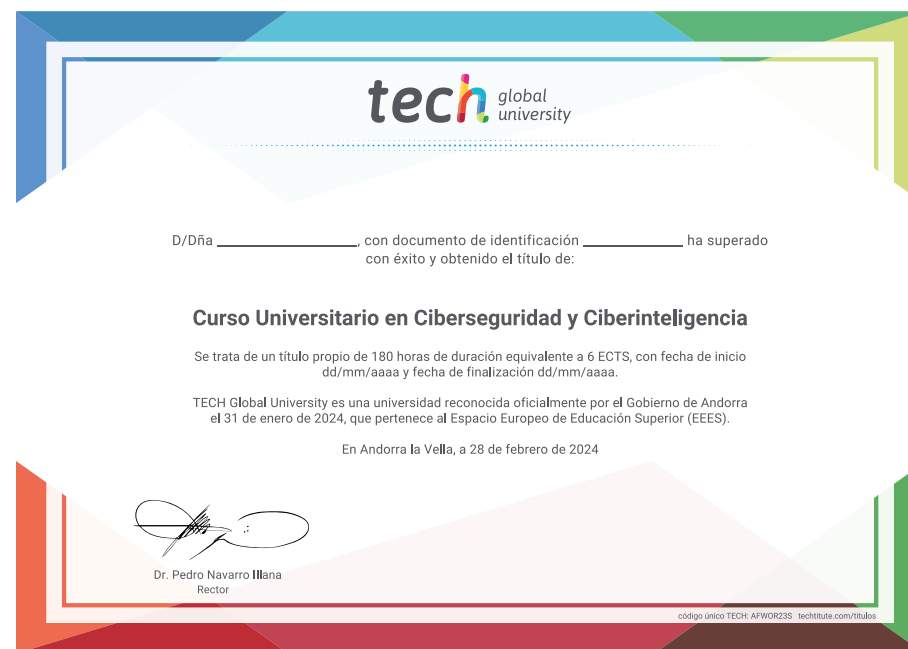 tech global university
D/Dña ____________, con documento de identificación ____________ ha superado
con éxito y obtenido el título de:
Curso Universitario en Ciberseguridad y Ciberinteligencia
Se trata de un título propio de 180 horas de duración equivalente a 6 ECTS, con fecha de inicio
dd/mm/aaaa y fecha de finalización dd/mm/aaaa.
TECH Global University es una universidad reconocida oficialmente por el Gobierno de Andorra
el 31 de enero de 2024, que pertenece al Espacio Europeo de Educación Superior (EEES).
En Andorra la Vella, a 28 de febrero de 2024
Dr. Pedro Navarro Illana
Rector
código único TECH: AFWOR23S techtitute.com/titulos